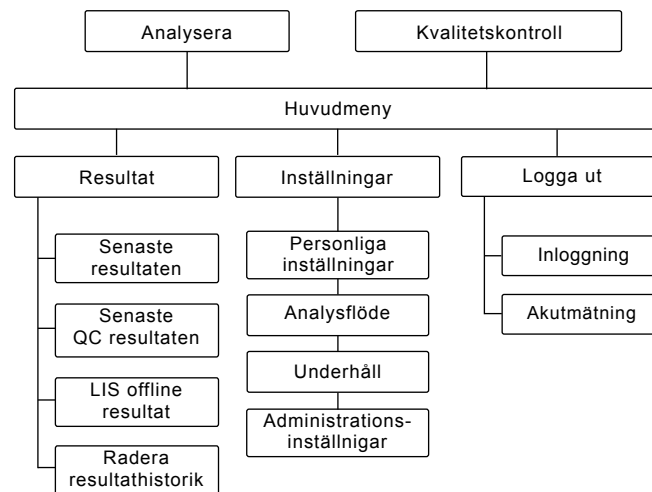 Analysera
Kvalitetskontroll
Huvudmeny
Resultat
Inställningar
Logga ut
Senaste
resultaten
Senaste
QC resultaten
LIS offline
resultat
Radera
resultathistorik
Personliga
inställningar
Analysflöde
Underhåll
Administrations-
inställnigar
Inloggning
Akutmätning